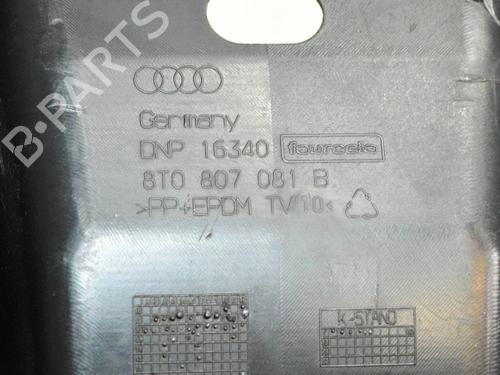 B-PARTS
Germany
DNP 16340 faurecia
8T0 807 081 B.
>PP+EPDM TV10<
K-STAND